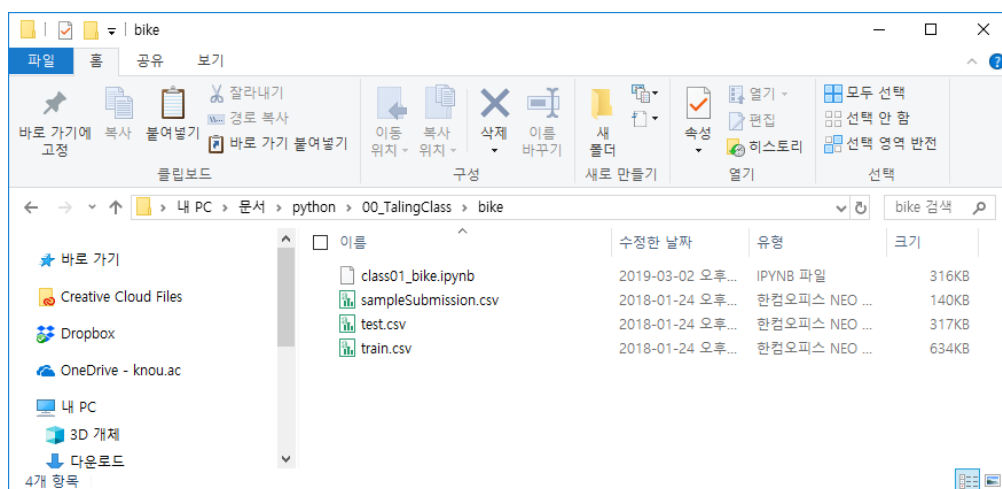 bike
파일 홈 공유 보기
바로 가기에 고정
복사
붙여넣기
잘라내기
경로 복사
바로 가기 붙여넣기
클립보드
이동 위치
복사 위치
삭제
이름 바꾸기
구성
새 폴더
새로 만들기
속성
열기
편집
히스토리
열기
모두 선택
선택 안 함
선택 영역 반전
선택
내 PC > 문서 > python > 00_TalingClass > bike
bike 검색
바로 가기
Creative Cloud Files
Dropbox
OneDrive - knou.ac
내 PC
3D 개체
다운로드
이름 수정한 날짜 유형 크기
class01_bike.ipynb 2019-03-02 오후... IPYNB 파일 316KB
sampleSubmission.csv 2018-01-24 오후... 한컴오피스 NEO ... 140KB
test.csv 2018-01-24 오후... 한컴오피스 NEO ... 317KB
train.csv 2018-01-24 오후... 한컴오피스 NEO ... 634KB
4개 항목